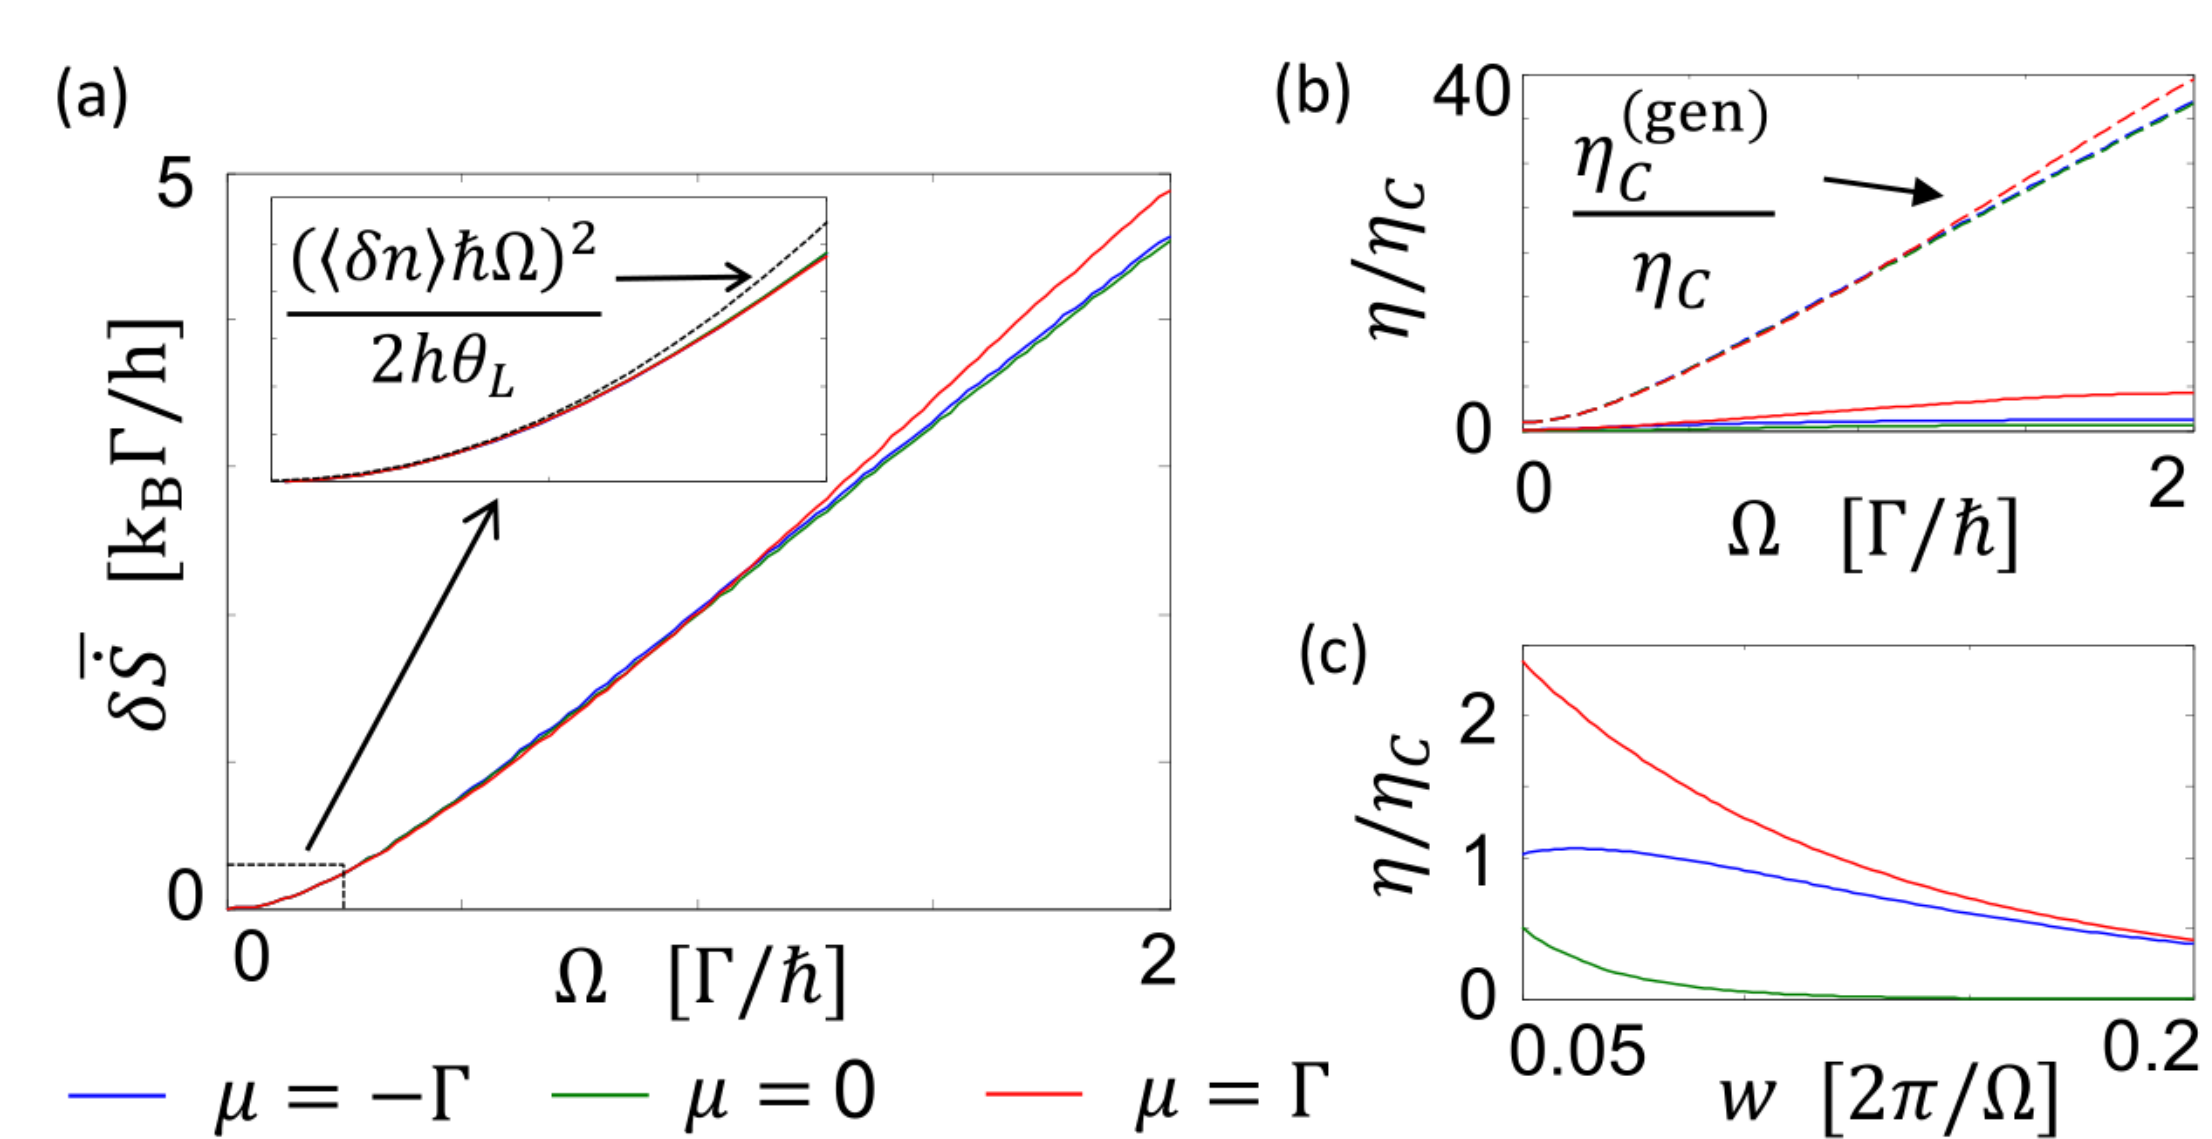 (a)
5
0
δS̄̇ [k_BΓ/h]
(⟨δn⟩ħΩ)²
2hθ_L
0
2
Ω [Γ/ħ]
(b)
40
0
η/η_C
η_C^(gen)
η_C
0
2
Ω [Γ/ħ]
(c)
2
1
0
η/η_C
0.05
0.2
w [2π/Ω]
μ = −Γ
μ = 0
μ = Γ